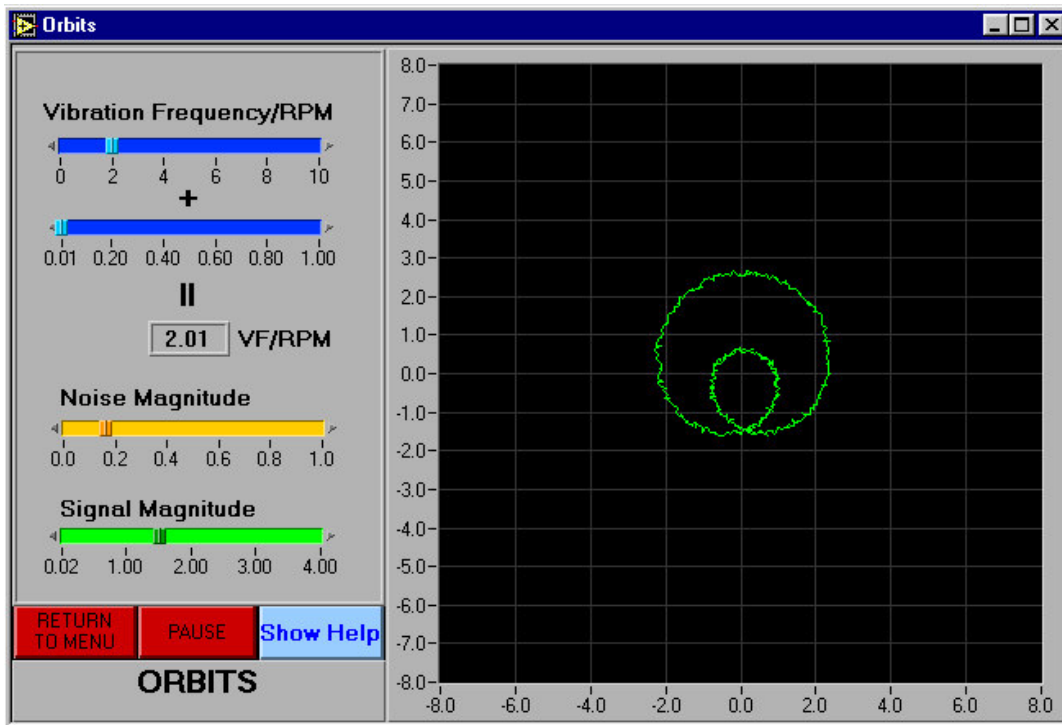 Orbits
Vibration Frequency/RPM
0 2 4 6 8 10
+
0.01 0.20 0.40 0.60 0.80 1.00
=
2.01 VF/RPM
Noise Magnitude
0.0 0.2 0.4 0.6 0.8 1.0
Signal Magnitude
0.02 1.00 2.00 3.00 4.00
RETURN
TO MENU
PAUSE
Show Help
ORBITS
8.0
7.0
6.0
5.0
4.0
3.0
2.0
1.0
0.0
-1.0
-2.0
-3.0
-4.0
-5.0
-6.0
-7.0
-8.0
-8.0 -6.0 -4.0 -2.0 0.0 2.0 4.0 6.0 8.0